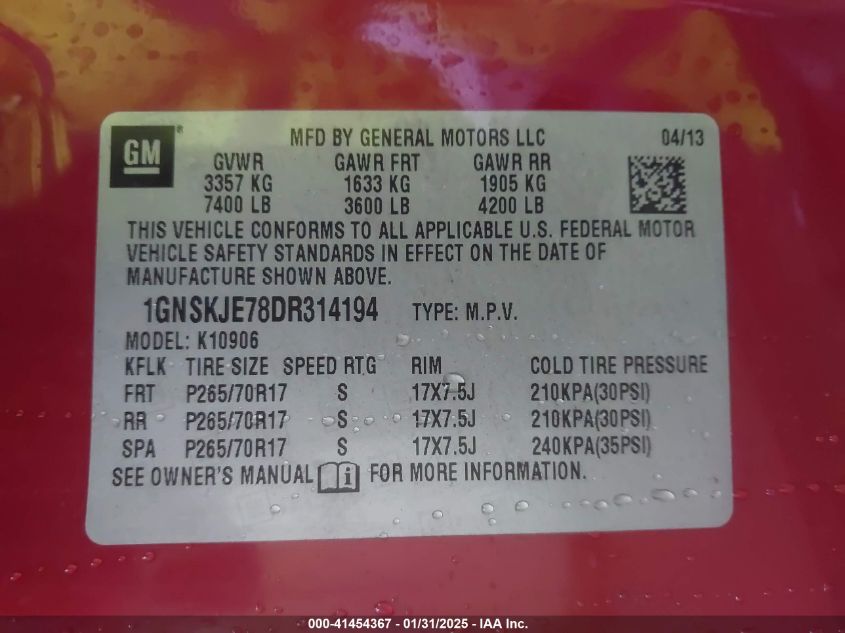 GM ® MFD BY GENERAL MOTORS LLC 04/13
GVWR GAWR FRT GAWR RR
3357 KG 1633 KG 1905 KG
7400 LB 3600 LB 4200 LB
THIS VEHICLE CONFORMS TO ALL APPLICABLE U.S. FEDERAL MOTOR
VEHICLE SAFETY STANDARDS IN EFFECT ON THE DATE OF
MANUFACTURE SHOWN ABOVE.
1GNSKJE78DR314194 TYPE: M.P.V.
MODEL: K10906
KFLK TIRE SIZE SPEED RTG RIM COLD TIRE PRESSURE
FRT P265/70R17 S 17X7.5J 210KPA(30PSI)
RR P265/70R17 S 17X7.5J 210KPA(30PSI)
SPA P265/70R17 S 17X7.5J 240KPA(35PSI)
SEE OWNER'S MANUAL i FOR MORE INFORMATION.
000-41454367 - 01/31/2025 - IAA Inc.